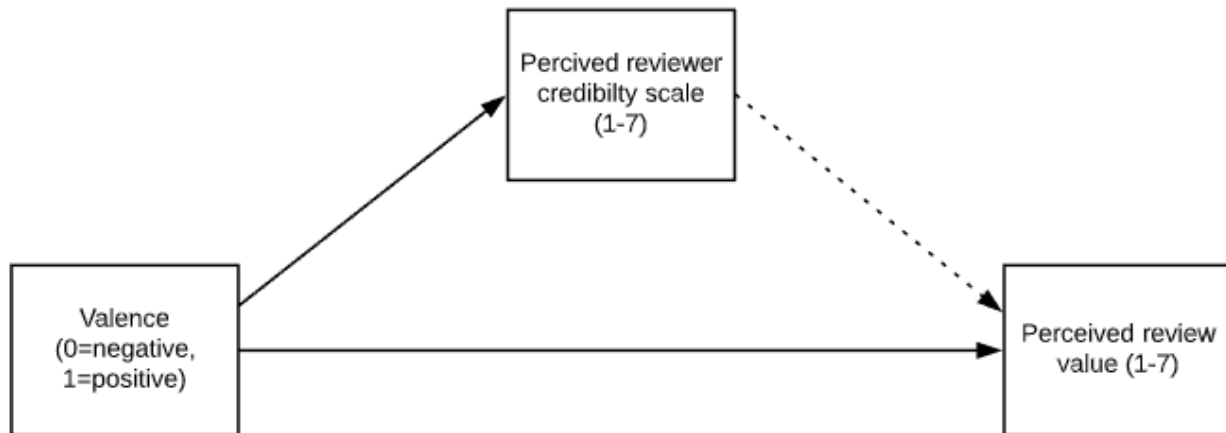 Percived reviewer
credibilty scale
(1-7)
Valence
(0=negative,
1=positive)
Perceived review
value (1-7)